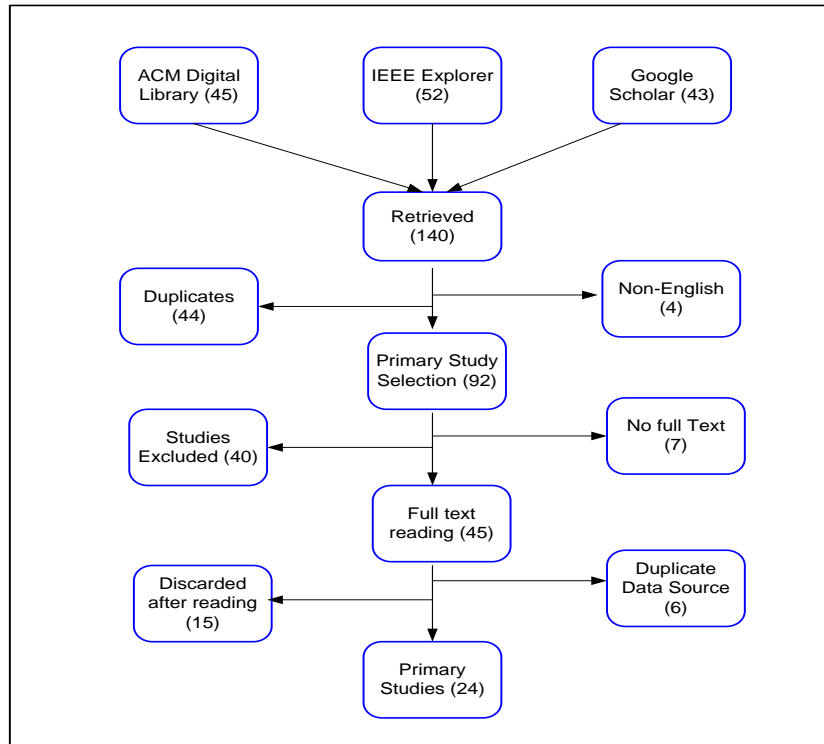 ACM Digital
Library (45)
IEEE Explorer
(52)
Google
Scholar (43)
Retrieved
(140)
Duplicates
(44)
Non-English
(4)
Primary Study
Selection (92)
Studies
Excluded (40)
No full Text
(7)
Full text
reading (45)
Discarded
after reading
(15)
Duplicate
Data Source
(6)
Primary
Studies (24)